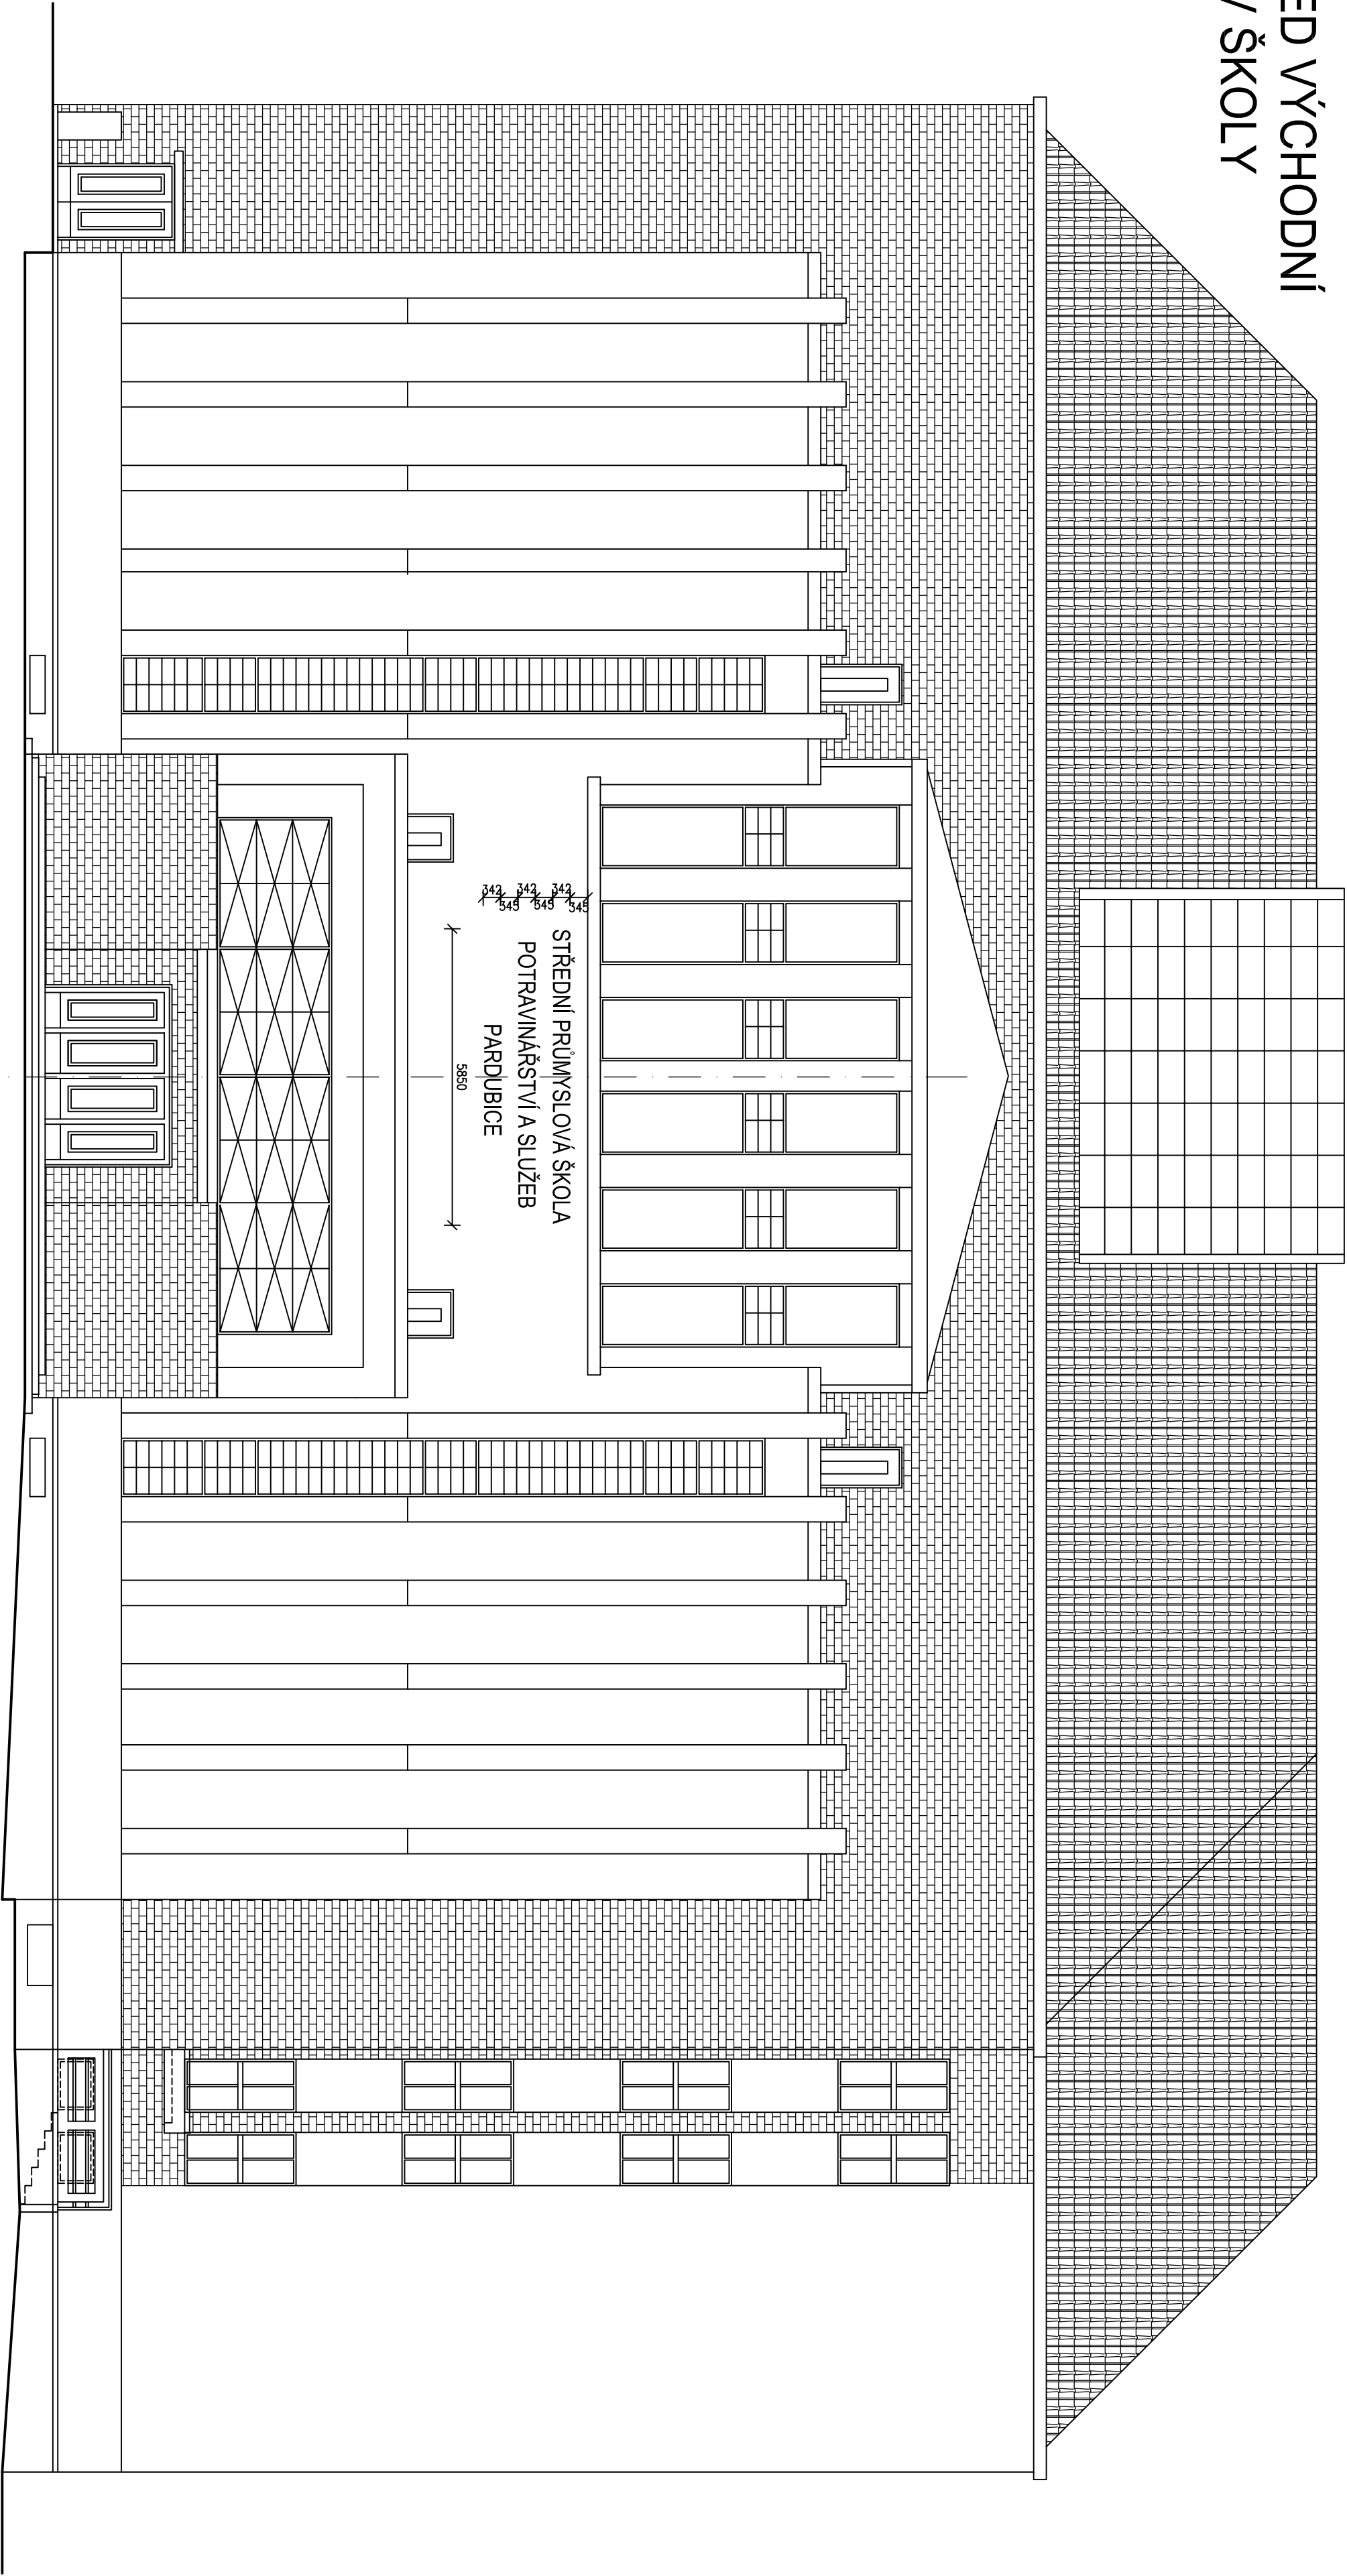 ED VÝCHODNÍ
ŠKOLY
345
342
345
342
345
342
STŘEDNÍ PRŮMYSLOVÁ ŠKOLA
POTRAVINÁŘSTVÍ A SLUŽEB
PARDUBICE
5850